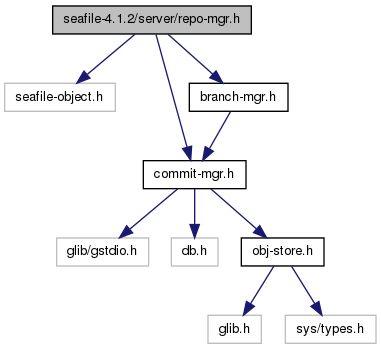 seafile-4.1.2/server/repo-mgr.h
seafile-object.h
branch-mgr.h
commit-mgr.h
glib/gstdio.h
db.h
obj-store.h
glib.h
sys/types.h